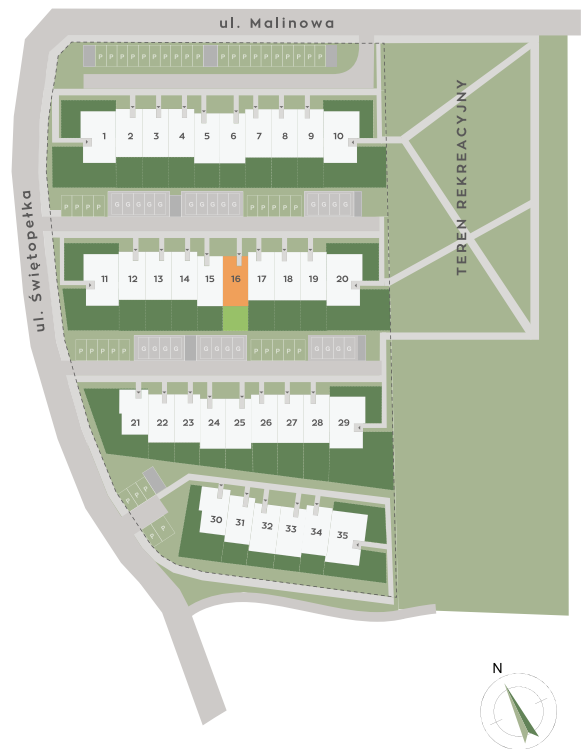 ul. Malinowa
P P P P P P P P P P P P P P P P P P P P
1 2 3 4 5 6 7 8 9 10
TEREN REKREACYJNY
ul. Świętopełka
P P P P G G G G G G G G G P P P P P G G G G
11 12 13 14 15 16 17 18 19 20
P P P P P G G G G G G G G P P P P P G G G G
21 22 23 24 25 26 27 28 29
P P P
P P
30 31 32 33 34 35
N